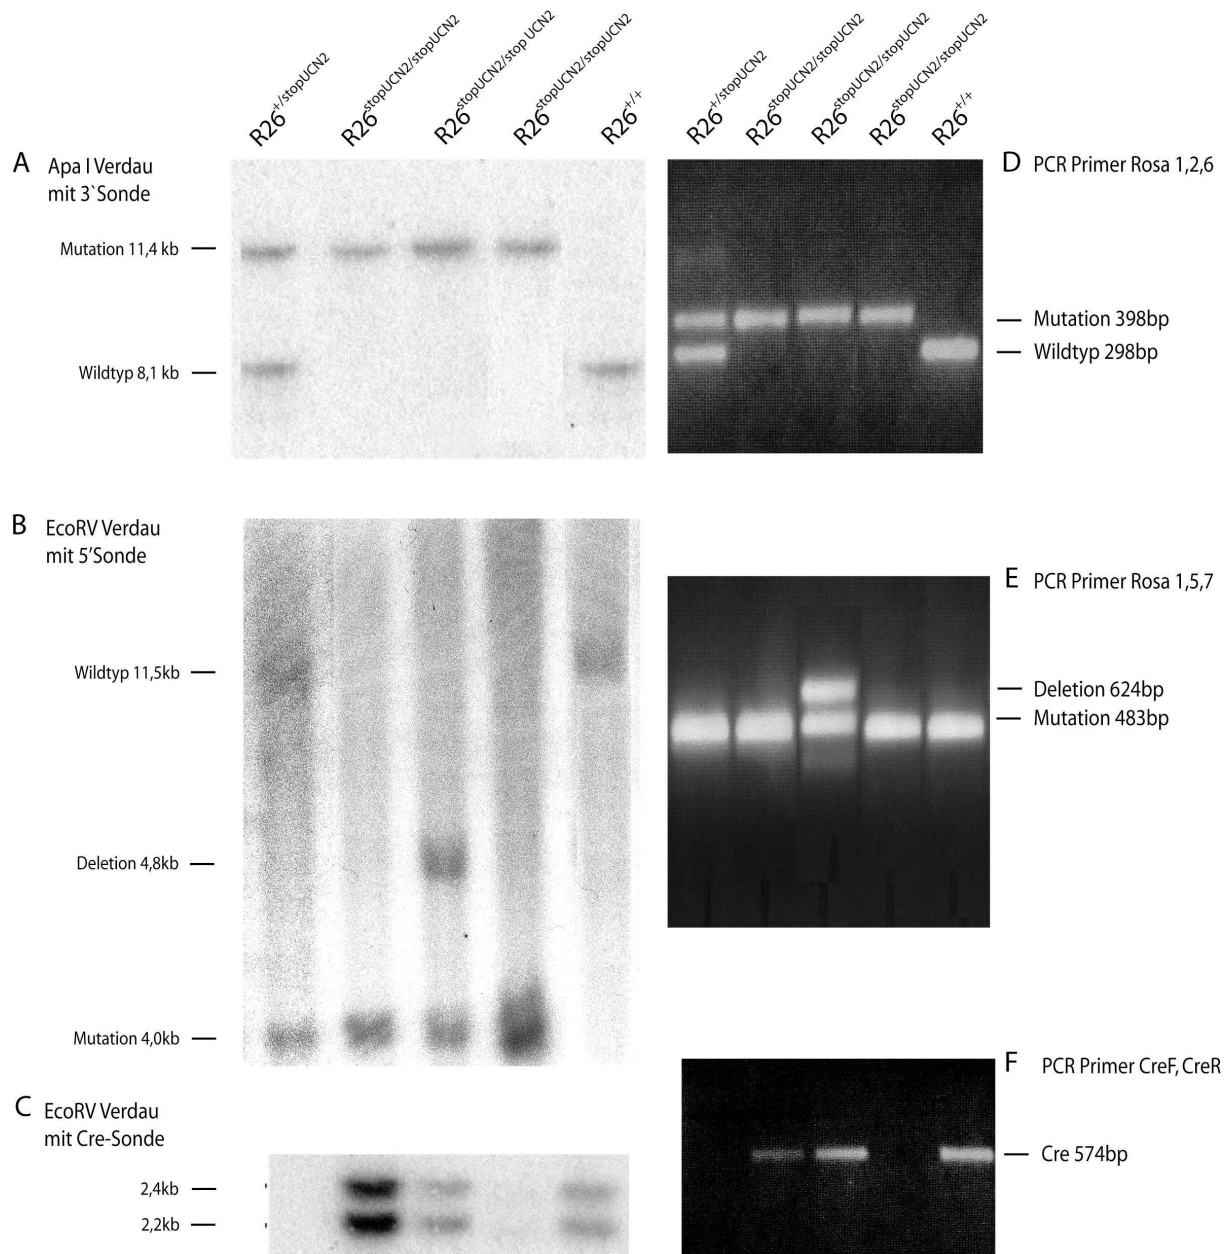 R26+/stopUCN2
R26stopUCN2/stopUCN2
R26stopUCN2/stop UCN2
R26stopUCN2/stopUCN2
R26+/+
R26+/stopUCN2
R26stopUCN2/stopUCN2
R26stopUCN2/stopUCN2
R26stopUCN2/stopUCN2
R26+/+
A Apa I Verdau
mit 3`Sonde
Mutation 11,4 kb
Wildtyp 8,1 kb
D PCR Primer Rosa 1,2,6
Mutation 398bp
Wildtyp 298bp
B EcoRV Verdau
mit 5'Sonde
Wildtyp 11,5kb
Deletion 4,8kb
Mutation 4,0kb
E PCR Primer Rosa 1,5,7
Deletion 624bp
Mutation 483bp
C EcoRV Verdau
mit Cre-Sonde
2,4kb
2,2kb
F PCR Primer CreF, CreR
Cre 574bp